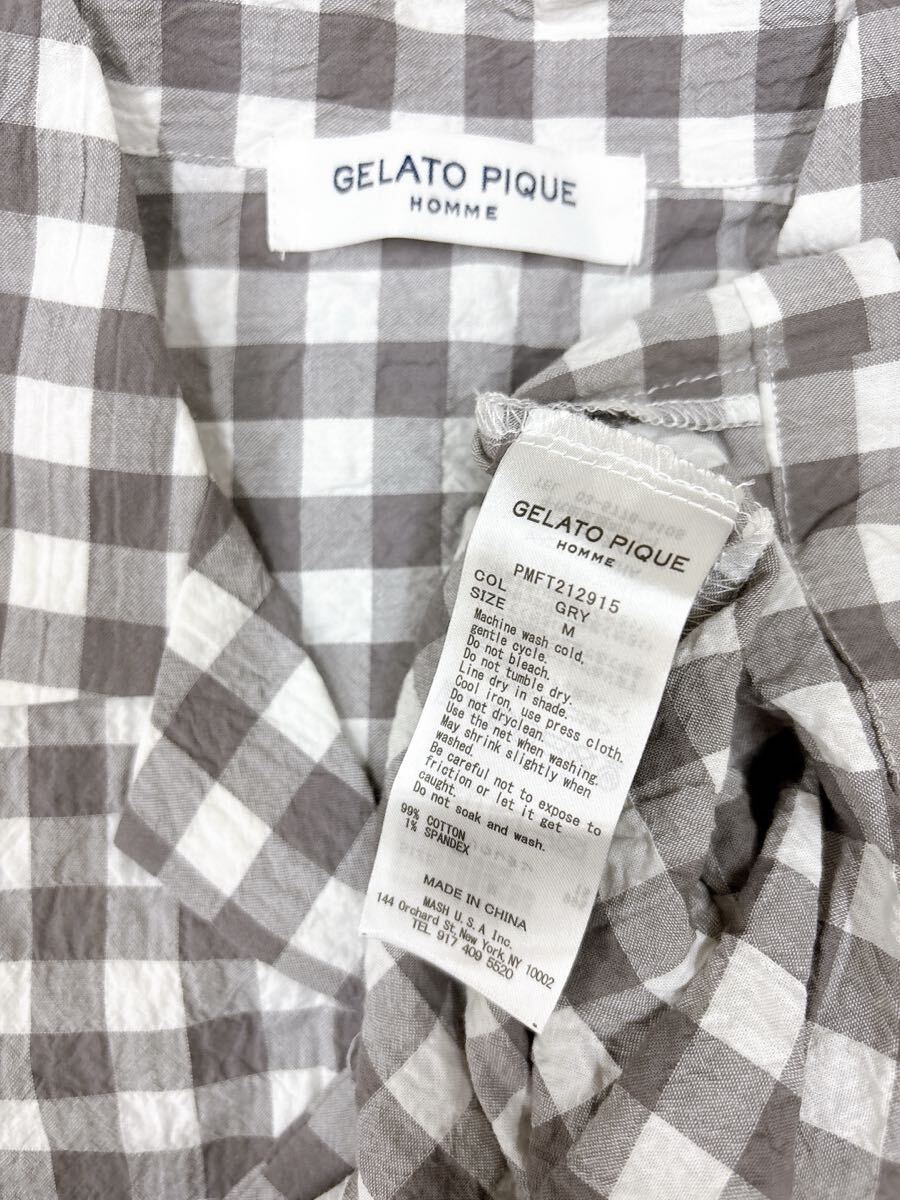 GELATO PIQUE
HOMME
GELATO PIQUE
HOMME
PMFT212915
COL GRY
SIZE M
Machine wash cold,
gentle cycle.
Do not bleach.
Do not tumble dry.
Line dry in shade.
Cool iron, use press cloth.
Do not dryclean.
Use the net when washing.
May shrink slightly when
washed.
Be careful not to expose to
friction or let it get
caught.
Do not soak and wash.
99% COTTON
1% SPANDEX
MADE IN CHINA
MASH U.S.A Inc.
144 Orchard St,New York,NY 10002
TEL 917 409 5520